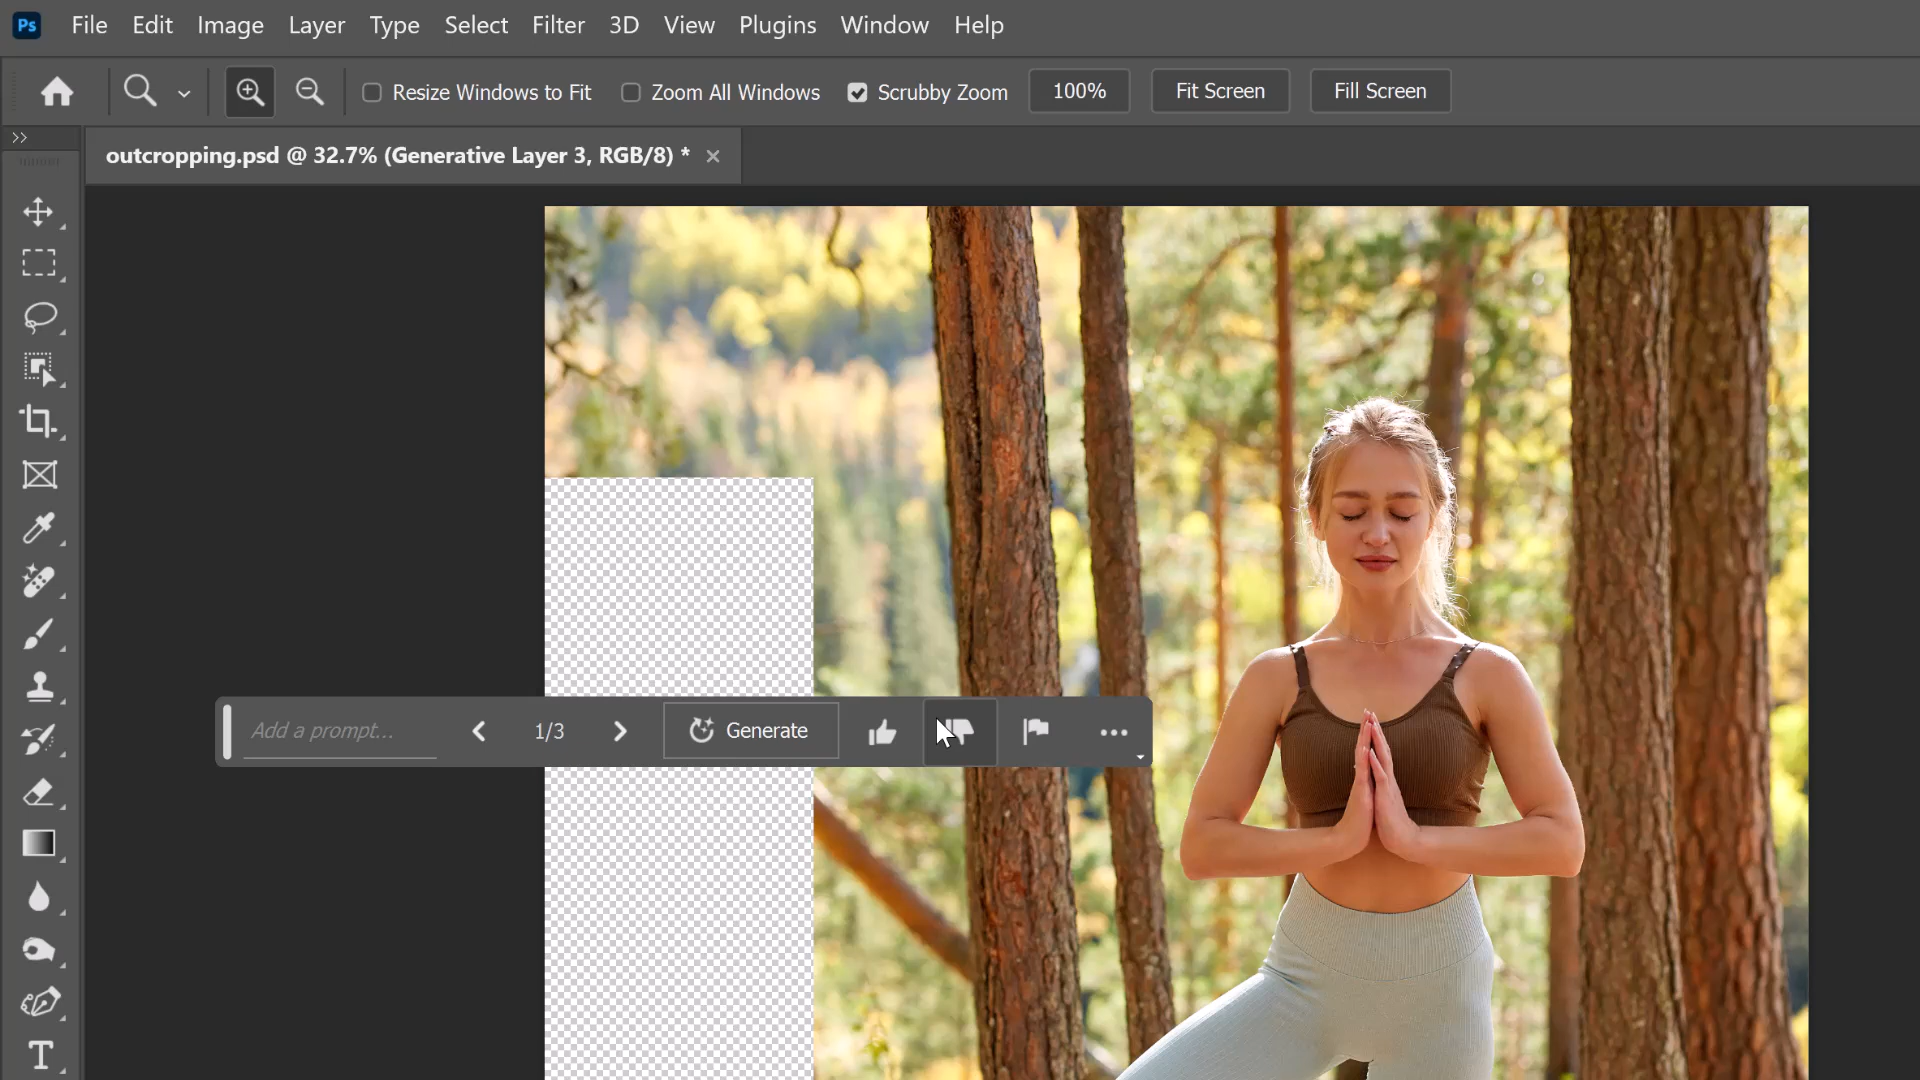 Ps File Edit Image Layer Type Select Filter 3D View Plugins Window Help
Resize Windows to Fit Zoom All Windows Scrubby Zoom 100% Fit Screen Fill Screen
outcropping.psd @ 32.7% (Generative Layer 3, RGB/8) *
Add a prompt... 1/3 Generate
T